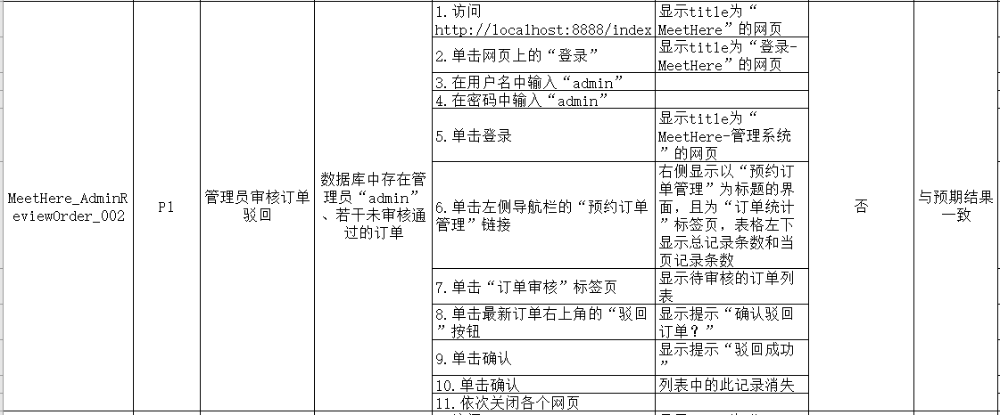 MeetHere_AdminR
eviewOrder_002
P1
管理员审核订单
驳回
数据库中存在管
理员“admin”
、若干未审核通
过的订单
1.访问
http://localhost:8888/index
显示title为“
MeetHere”的网页
2.单击网页上的“登录”
显示title为“登录-
MeetHere”的网页
3.在用户名中输入“admin”
4.在密码中输入“admin”
5.单击登录
显示title为“
MeetHere-管理系统
”的网页
6.单击左侧导航栏的“预约订单
管理”链接
右侧显示以“预约订
单管理”为标题的界
面，且为“订单统计
”标签页，表格左下
显示总记录条数和当
页记录条数
7.单击“订单审核”标签页
显示待审核的订单列
表
8.单击最新订单右上角的“驳回
”按钮
显示提示“确认驳回
订单？”
9.单击确认
显示提示“驳回成功
”
10.单击确认
列表中的此记录消失
11.依次关闭各个网页
否
与预期结果
一致